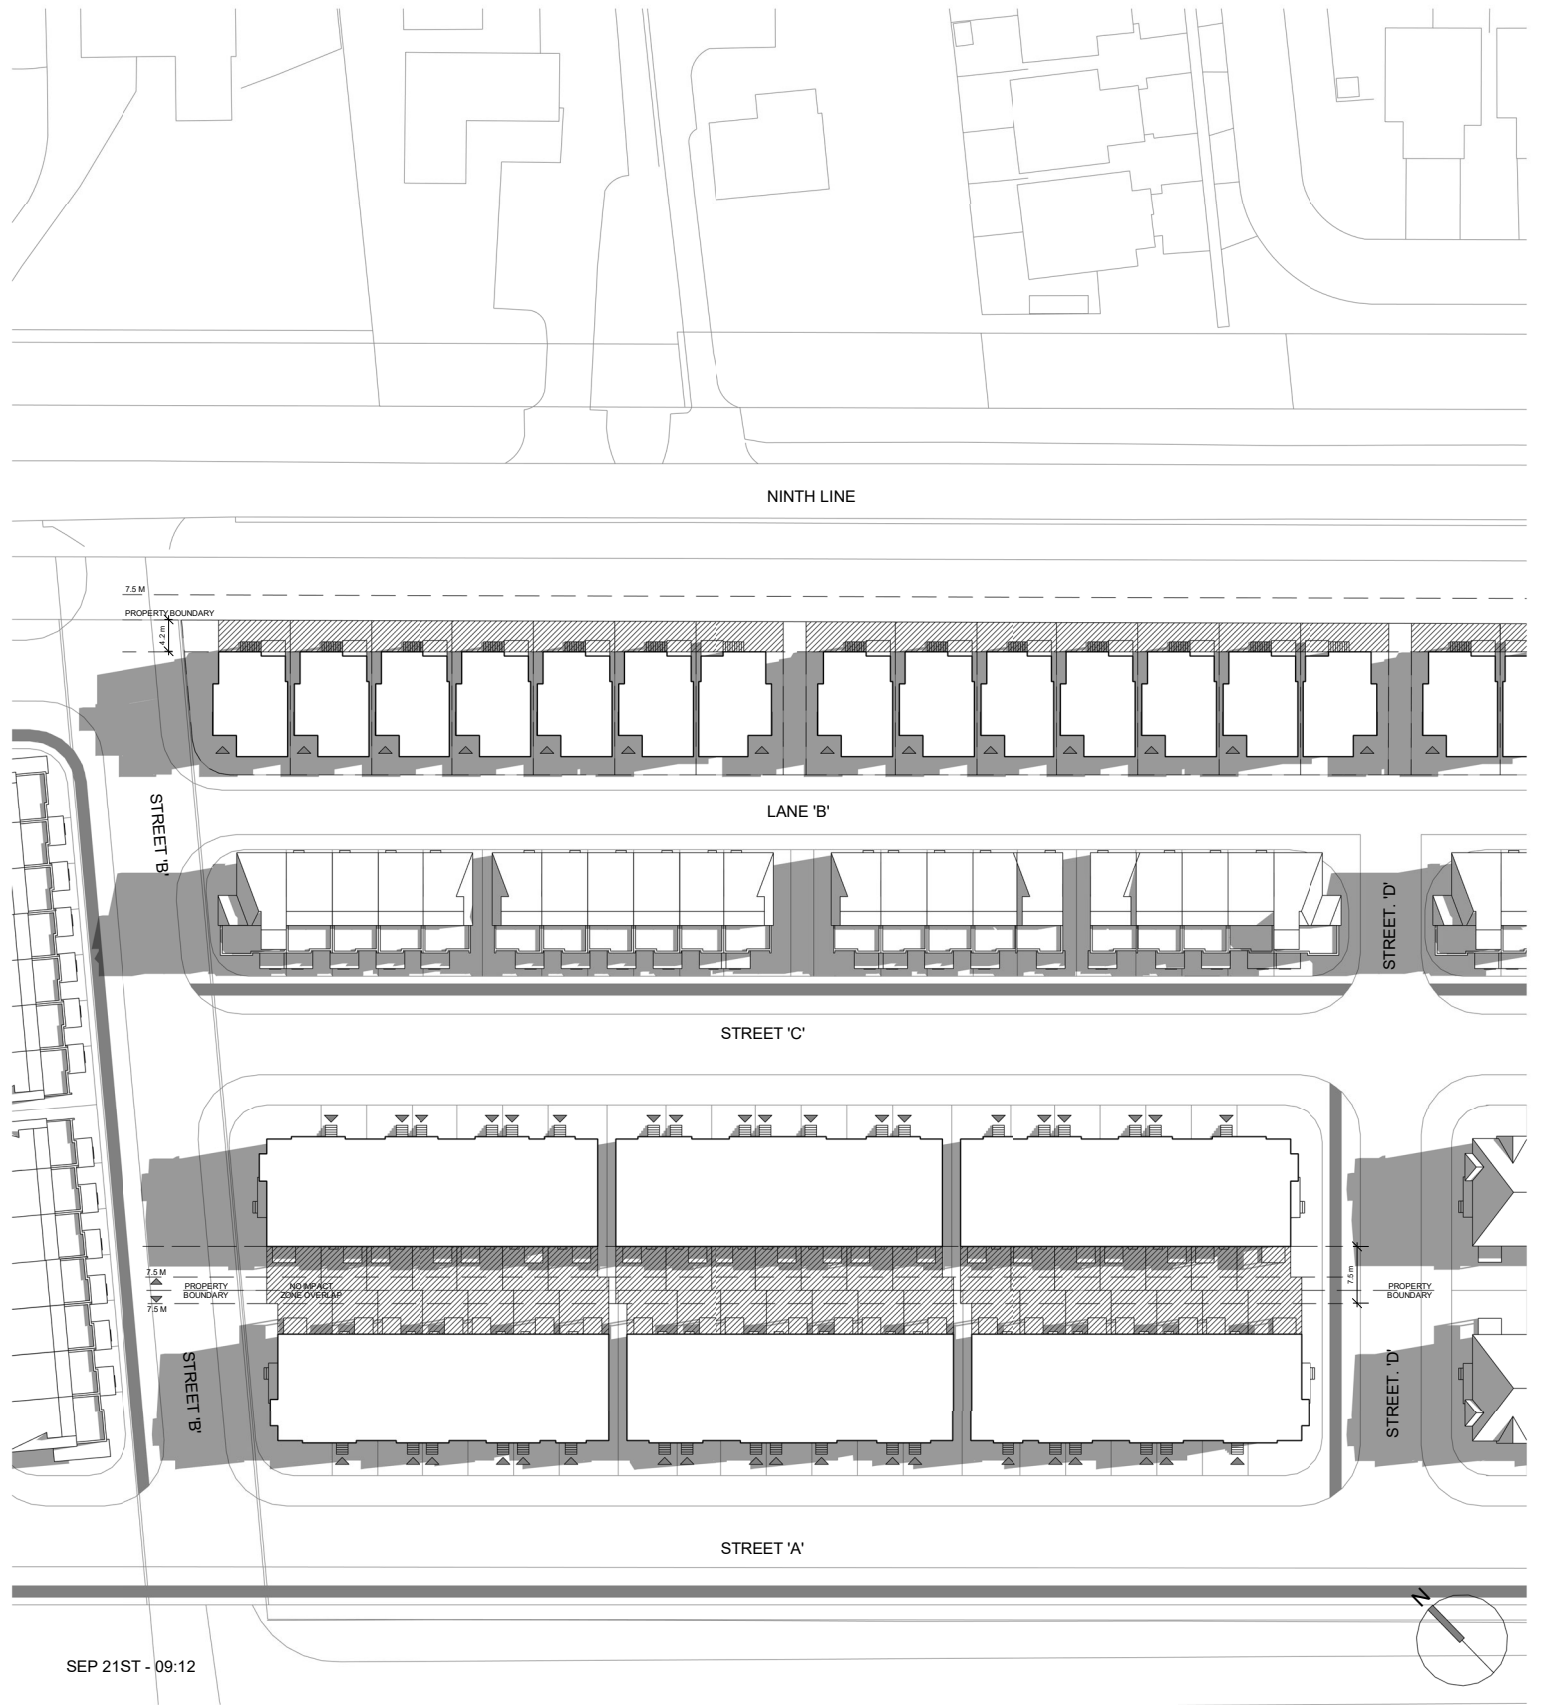 NINTH LINE
7.5 M
PROPERTY BOUNDARY
4.2 m
STREET 'B'
LANE 'B'
STREET. 'D'
STREET 'C'
7.5 M
PROPERTY
BOUNDARY
NO IMPACT
ZONE OVERLAP
7.5 M
7.5 m
PROPERTY
BOUNDARY
STREET 'B'
STREET. 'D'
STREET 'A'
N
SEP 21ST - 09:12